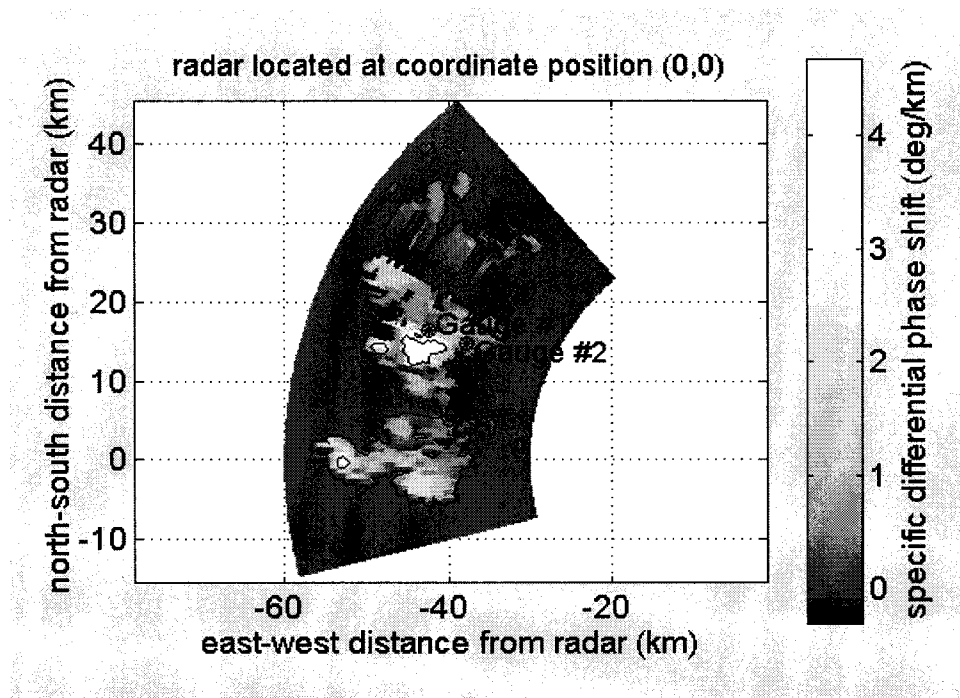 radar located at coordinate position (0,0)
north-south distance from radar (km)
40
30
20
10
0
-10
Gauge #
Gauge #2
-60
-40
-20
east-west distance from radar (km)
4
3
2
1
0
specific differential phase shift (deg/km)